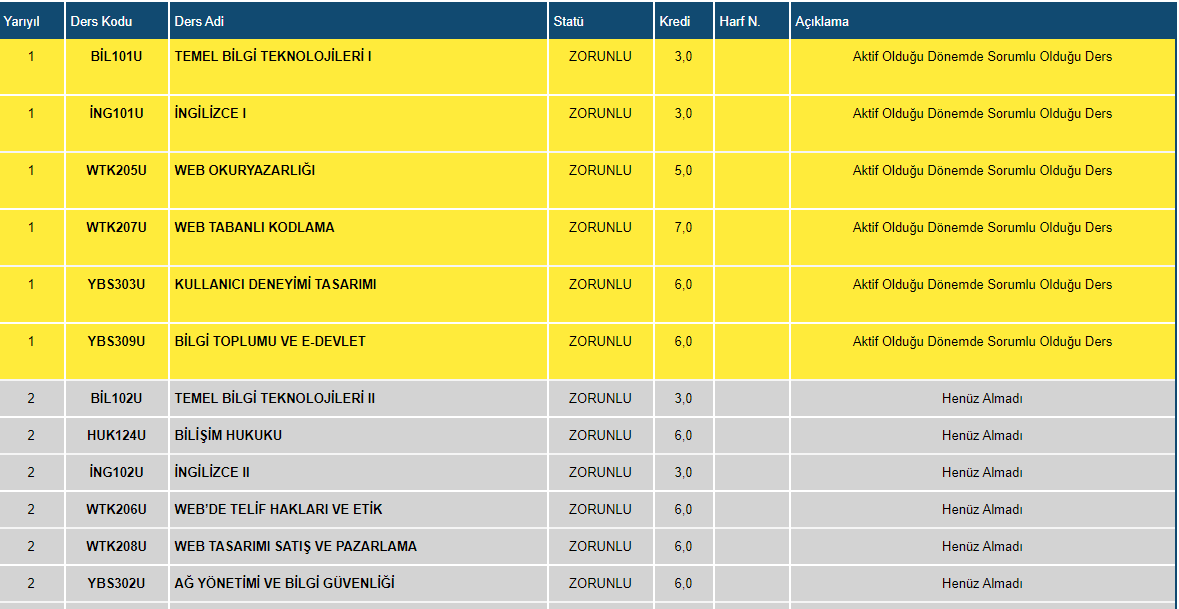 Yarıyıl Ders Kodu Ders Adi Statü Kredi Harf N. Açıklama
1 BİL101U TEMEL BİLGİ TEKNOLOJİLERİ I ZORUNLU 3,0 Aktif Olduğu Dönemde Sorumlu Olduğu Ders
1 İNG101U İNGİLİZCE I ZORUNLU 3,0 Aktif Olduğu Dönemde Sorumlu Olduğu Ders
1 WTK205U WEB OKURYAZARLIĞI ZORUNLU 5,0 Aktif Olduğu Dönemde Sorumlu Olduğu Ders
1 WTK207U WEB TABANLI KODLAMA ZORUNLU 7,0 Aktif Olduğu Dönemde Sorumlu Olduğu Ders
1 YBS303U KULLANICI DENEYİMİ TASARIMI ZORUNLU 6,0 Aktif Olduğu Dönemde Sorumlu Olduğu Ders
1 YBS309U BİLGİ TOPLUMU VE E-DEVLET ZORUNLU 6,0 Aktif Olduğu Dönemde Sorumlu Olduğu Ders
2 BİL102U TEMEL BİLGİ TEKNOLOJİLERİ II ZORUNLU 3,0 Henüz Almadı
2 HUK124U BİLİŞİM HUKUKU ZORUNLU 6,0 Henüz Almadı
2 İNG102U İNGİLİZCE II ZORUNLU 3,0 Henüz Almadı
2 WTK206U WEB’DE TELİF HAKLARI VE ETİK ZORUNLU 6,0 Henüz Almadı
2 WTK208U WEB TASARIMI SATIŞ VE PAZARLAMA ZORUNLU 6,0 Henüz Almadı
2 YBS302U AĞ YÖNETİMİ VE BİLGİ GÜVENLİĞİ ZORUNLU 6,0 Henüz Almadı